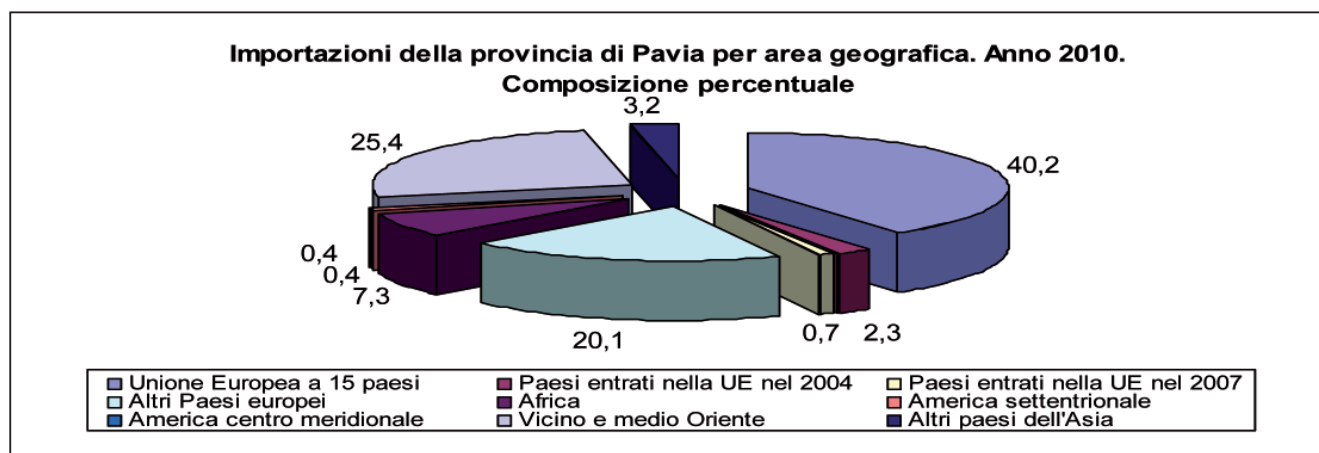 Importazioni della provincia di Pavia per area geografica. Anno 2010.
Composizione percentuale
3,2
25,4
40,2
0,4
0,4
7,3
20,1
0,7
2,3
Unione Europea a 15 paesi
Paesi entrati nella UE nel 2004
Paesi entrati nella UE nel 2007
Altri Paesi europei
Africa
America settentrionale
America centro meridionale
Vicino e medio Oriente
Altri paesi dell'Asia